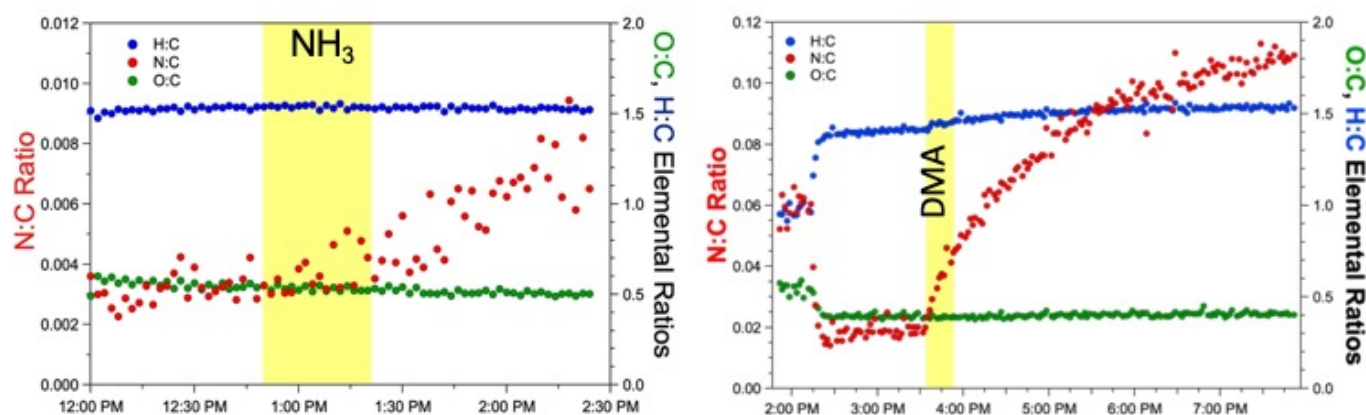 0.012
0.010
0.008
0.006
0.004
0.002
0.000
N:C Ratio
H:C
N:C
O:C
NH3
2.0
1.5
1.0
0.5
0.0
O:C, H:C Elemental Ratios
12:00 PM
12:30 PM
1:00 PM
1:30 PM
2:00 PM
2:30 PM
0.12
0.10
0.08
0.06
0.04
0.02
0.00
N:C Ratio
H:C
N:C
O:C
DMA
2.0
1.5
1.0
0.5
0.0
O:C, H:C Elemental Ratios
2:00 PM
3:00 PM
4:00 PM
5:00 PM
6:00 PM
7:00 PM